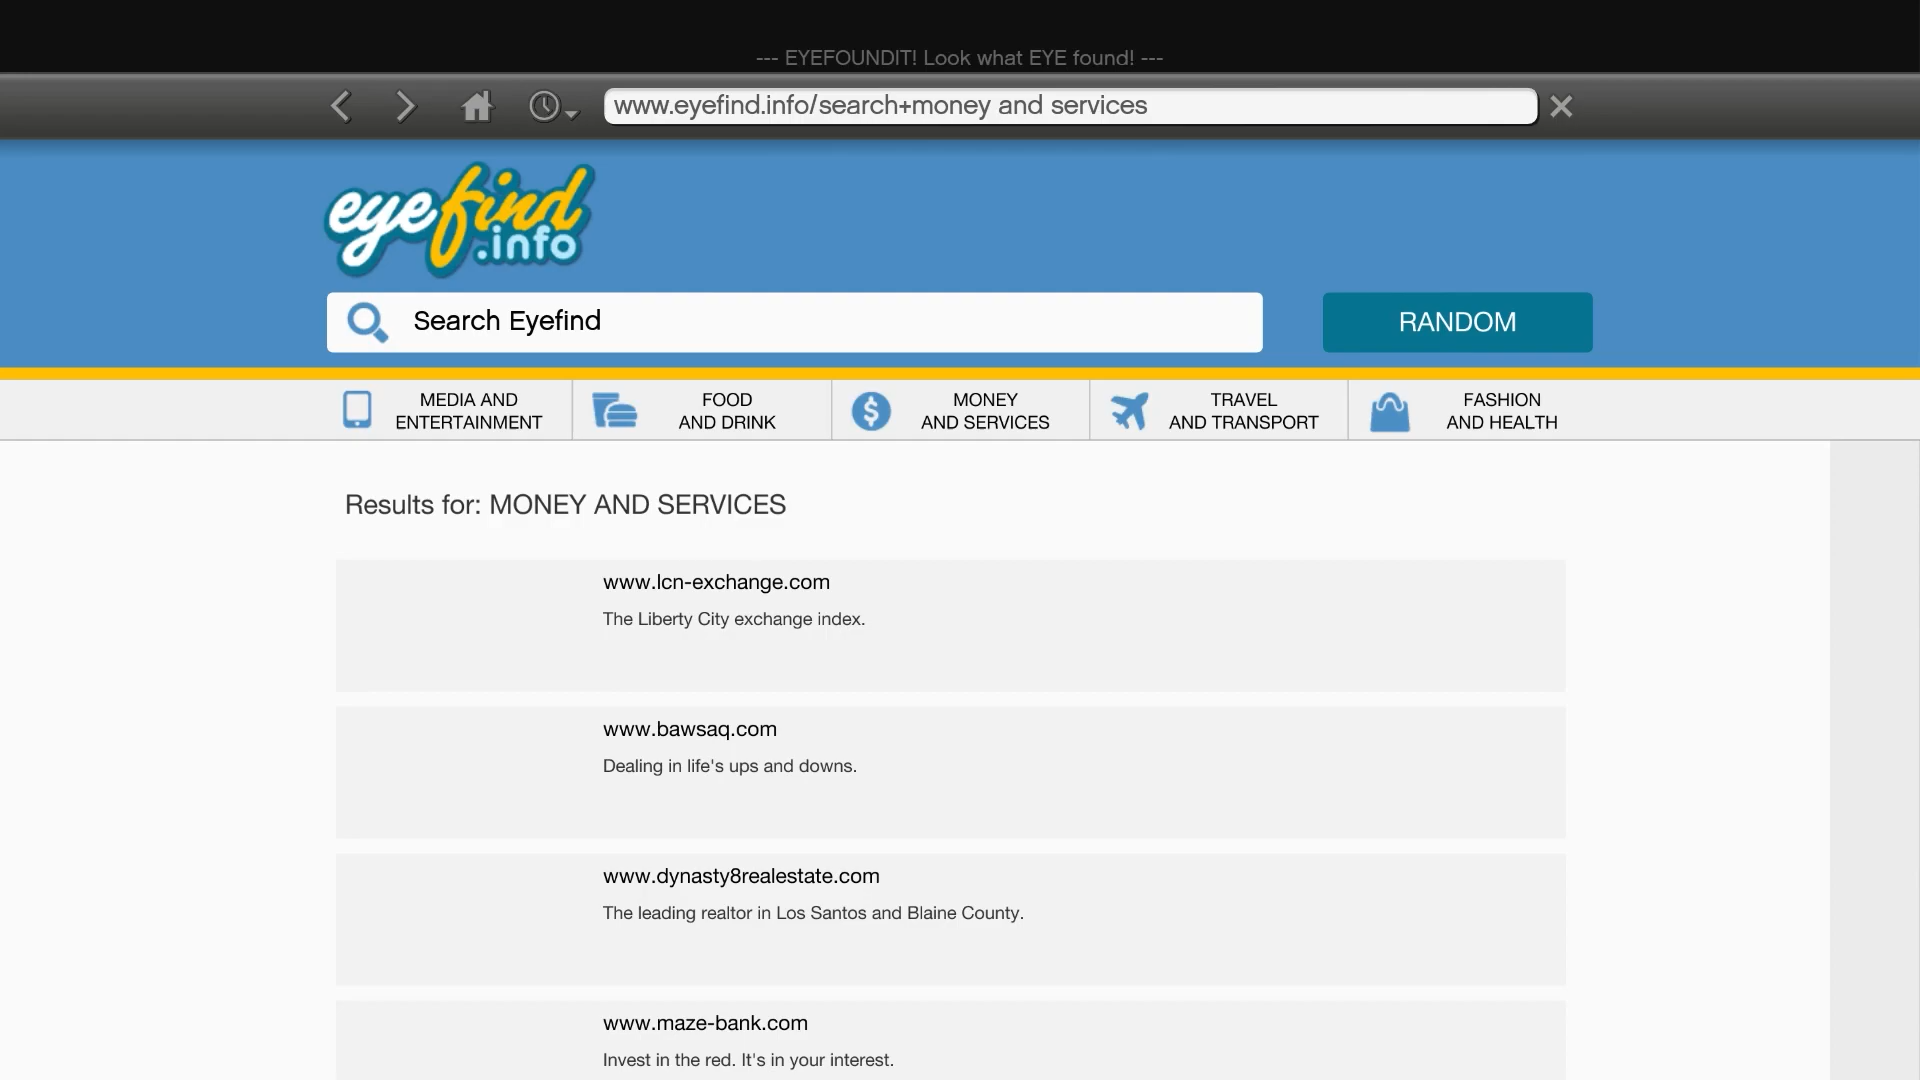 --- EYEFOUNDIT! Look what EYE found! ---
www.eyefind.info/search+money and services
eyefind
.info
Search Eyefind
RANDOM
MEDIA AND
ENTERTAINMENT
FOOD
AND DRINK
MONEY
AND SERVICES
TRAVEL
AND TRANSPORT
FASHION
AND HEALTH
Results for: MONEY AND SERVICES
www.lcn-exchange.com
The Liberty City exchange index.
www.bawsaq.com
Dealing in life's ups and downs.
www.dynasty8realestate.com
The leading realtor in Los Santos and Blaine County.
www.maze-bank.com
Invest in the red. It's in your interest.